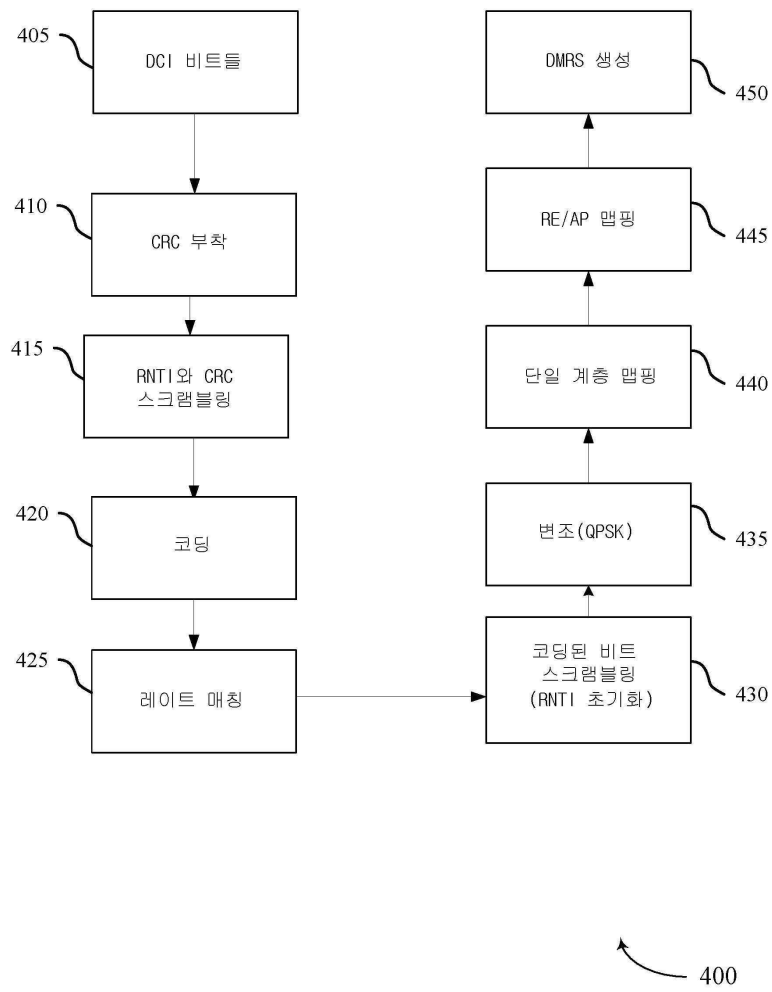 405
DCI 비트들
410
CRC 부착
415
RNTI와 CRC
스크램블링
420
코딩
425
레이트 매칭
DMRS 생성
450
RE/AP 맵핑
445
단일 계층 맵핑
440
변조(QPSK)
435
코딩된 비트
스크램블링
(RNTI 초기화)
430
400